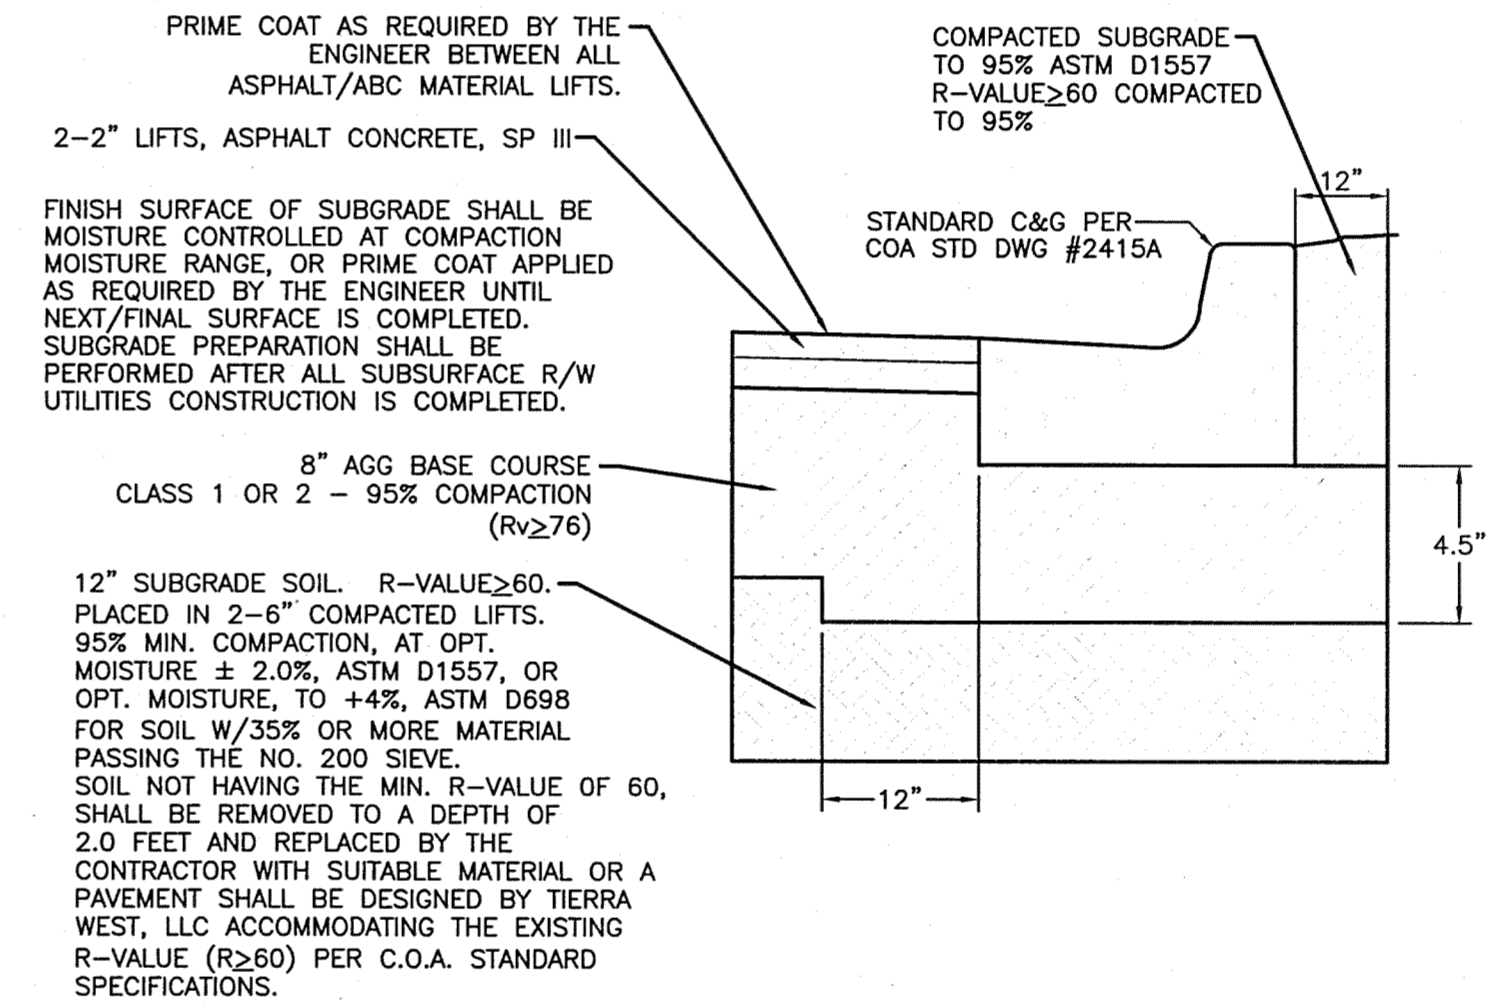 PRIME COAT AS REQUIRED BY THE
ENGINEER BETWEEN ALL
ASPHALT/ABC MATERIAL LIFTS.
2-2" LIFTS, ASPHALT CONCRETE, SP III
FINISH SURFACE OF SUBGRADE SHALL BE
MOISTURE CONTROLLED AT COMPACTION
MOISTURE RANGE, OR PRIME COAT APPLIED
AS REQUIRED BY THE ENGINEER UNTIL
NEXT/FINAL SURFACE IS COMPLETED.
SUBGRADE PREPARATION SHALL BE
PERFORMED AFTER ALL SUBSURFACE R/W
UTILITIES CONSTRUCTION IS COMPLETED.
8" AGG BASE COURSE
CLASS 1 OR 2 - 95% COMPACTION
(Rv≥76)
12" SUBGRADE SOIL. R-VALUE≥60.
PLACED IN 2-6" COMPACTED LIFTS.
95% MIN. COMPACTION, AT OPT.
MOISTURE ± 2.0%, ASTM D1557, OR
OPT. MOISTURE, TO +4%, ASTM D698
FOR SOIL W/35% OR MORE MATERIAL
PASSING THE NO. 200 SIEVE.
SOIL NOT HAVING THE MIN. R-VALUE OF 60,
SHALL BE REMOVED TO A DEPTH OF
2.0 FEET AND REPLACED BY THE
CONTRACTOR WITH SUITABLE MATERIAL OR A
PAVEMENT SHALL BE DESIGNED BY TIERRA
WEST, LLC ACCOMMODATING THE EXISTING
R-VALUE (R≥60) PER C.O.A. STANDARD
SPECIFICATIONS.
COMPACTED SUBGRADE
TO 95% ASTM D1557
R-VALUE≥60 COMPACTED
TO 95%
12"
STANDARD C&G PER
COA STD DWG #2415A
4.5"
12"